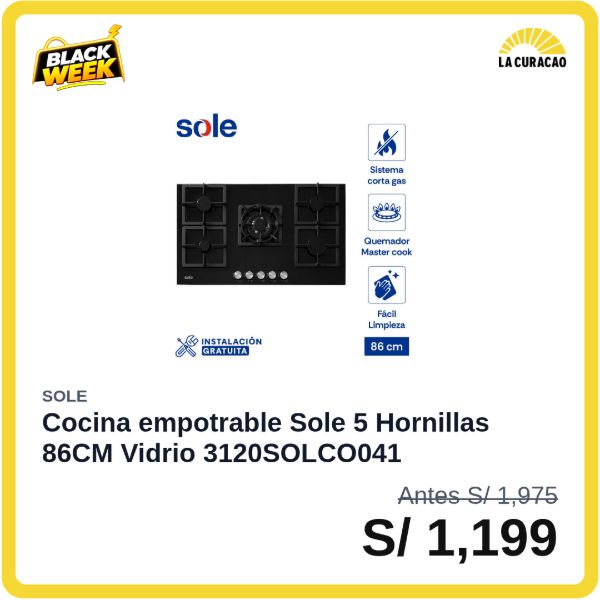 BLACK
WEEK
LA CURACAO
sole
Sistema
corta gas
Quemador
Master cook
Fácil
Limpieza
86 cm
sole
INSTALACIÓN
GRATUITA
SOLE
Cocina empotrable Sole 5 Hornillas
86CM Vidrio 3120SOLCO041
Antes S/ 1,975
S/ 1,199